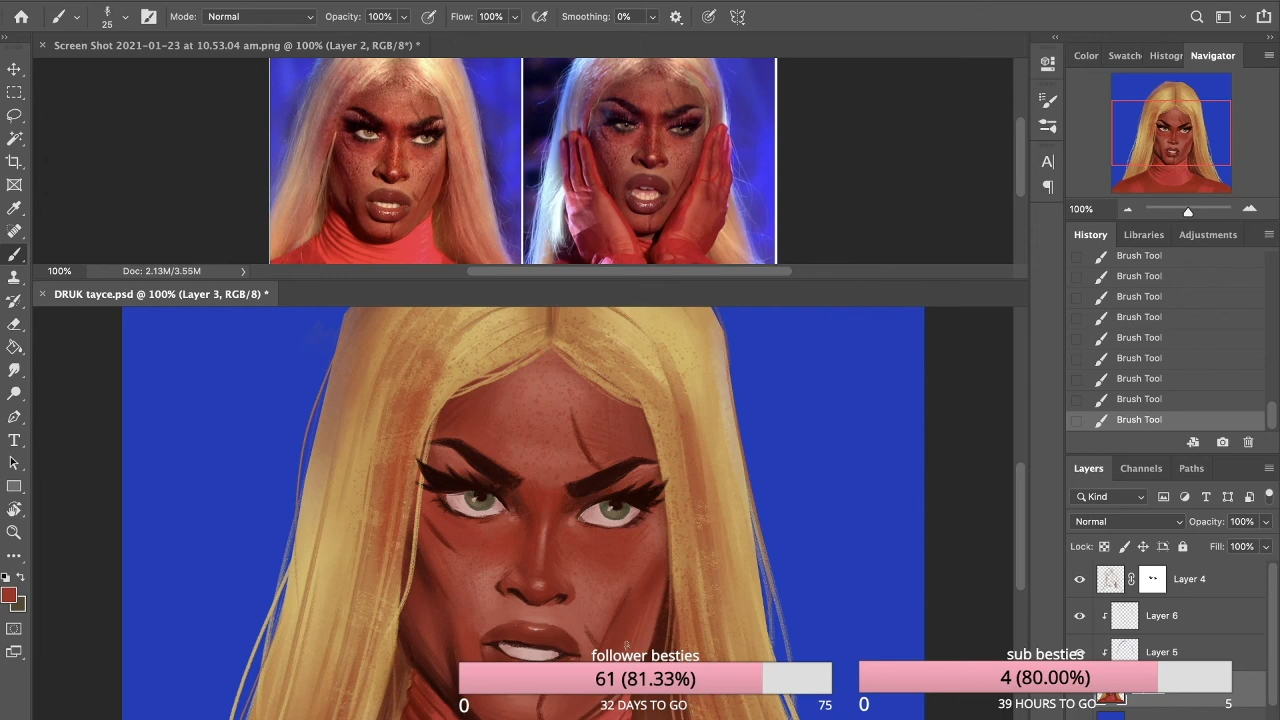 25 Mode: Normal Opacity: 100% Flow: 100% Smoothing: 0%
Screen Shot 2021-01-23 at 10.53.04 am.png @ 100% (Layer 2, RGB/8*) *
Color Swatch Histogr Navigator
100%
100% Doc: 2.13M/3.55M
History Libraries Adjustments
Brush Tool
Brush Tool
Brush Tool
Brush Tool
Brush Tool
Brush Tool
Brush Tool
Brush Tool
Brush Tool
DRUK tayce.psd @ 100% (Layer 3, RGB/8) *
Layers Channels Paths
Kind
Normal Opacity: 100%
Lock: Fill: 100%
Layer 4
Layer 6
Layer 5
follower besties
61 (81.33%)
0 32 DAYS TO GO 75
sub besties
4 (80.00%)
0 39 HOURS TO GO 5